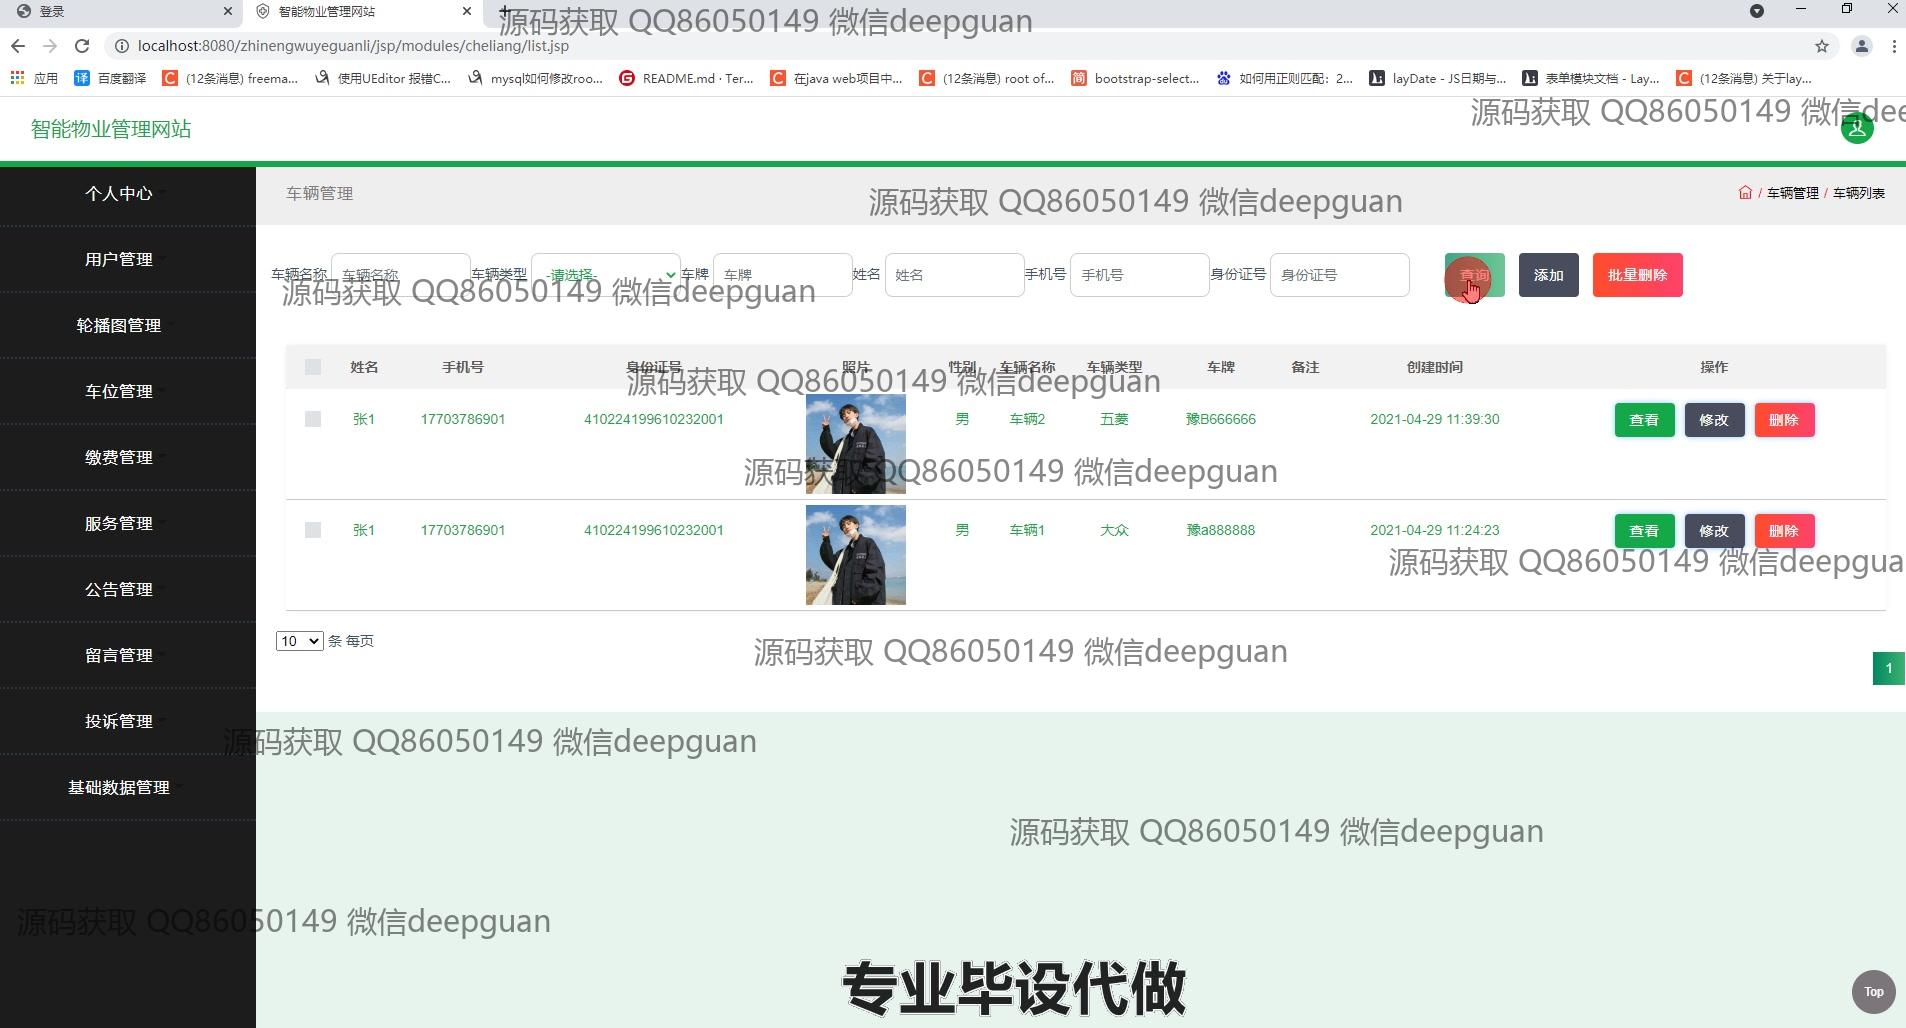 登录
智能物业管理网站
源码获取 QQ86050149 微信deepguan
localhost:8080/zhinengwuyeguanli/jsp/modules/cheliang/list.jsp
应用 百度翻译 (12条消息) freema... 使用UEditor 报错C... mysql如何修改roo... README.md · Ter... 在java web项目中... (12条消息) root of... bootstrap-select... 如何用正则匹配：2... layDate - JS日期与... 表单模块文档 - Lay... (12条消息) 关于lay...
源码获取 QQ86050149 微信dee
智能物业管理网站
个人中心
用户管理
轮播图管理
车位管理
缴费管理
服务管理
公告管理
留言管理
投诉管理
基础数据管理
车辆管理
源码获取 QQ86050149 微信deepguan
/ 车辆管理 / 车辆列表
车辆名称 车辆名称 车辆类型 -请选择- 车牌 车牌 姓名 姓名 手机号 手机号 身份证号 身份证号 查询 添加 批量删除
源码获取 QQ86050149 微信deepguan
姓名 手机号 身份证号 照片 性别 车辆名称 车辆类型 车牌 备注 创建时间 操作
源码获取 QQ86050149 微信deepguan
张1 17703786901 410224199610232001 男 车辆2 五菱 豫B666666 2021-04-29 11:39:30 查看 修改 删除
源码获取 QQ86050149 微信deepguan
张1 17703786901 410224199610232001 男 车辆1 大众 豫a888888 2021-04-29 11:24:23 查看 修改 删除
源码获取 QQ86050149 微信deepgua
10 条 每页
源码获取 QQ86050149 微信deepguan
1
源码获取 QQ86050149 微信deepguan
源码获取 QQ86050149 微信deepguan
源码获取 QQ86050149 微信deepguan
专业毕设代做
Top